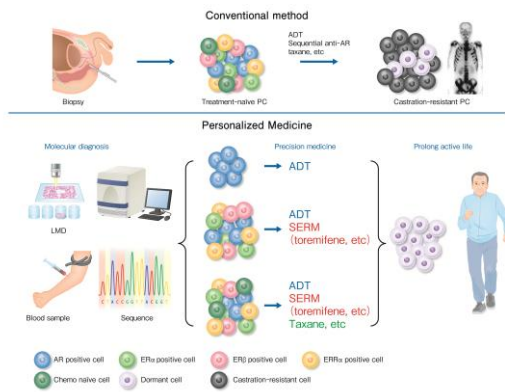 Conventional method
ADT
Sequential anti-AR
taxane, etc
Biopsy
Treatment-naïve PC
Castration-resistant PC
Personalized Medicine
Molecular diagnosis
Precision medicine
Prolong active life
ADT
LMD
ADT
SERM
(toremifene, etc)
ADT
SERM
(toremifene, etc)
Taxane, etc
Blood sample
Sequence
AR positive cell
ERα positive cell
ERβ positive cell
ERRα positive cell
Chemo naïve cell
Dormant cell
Castration-resistant cell